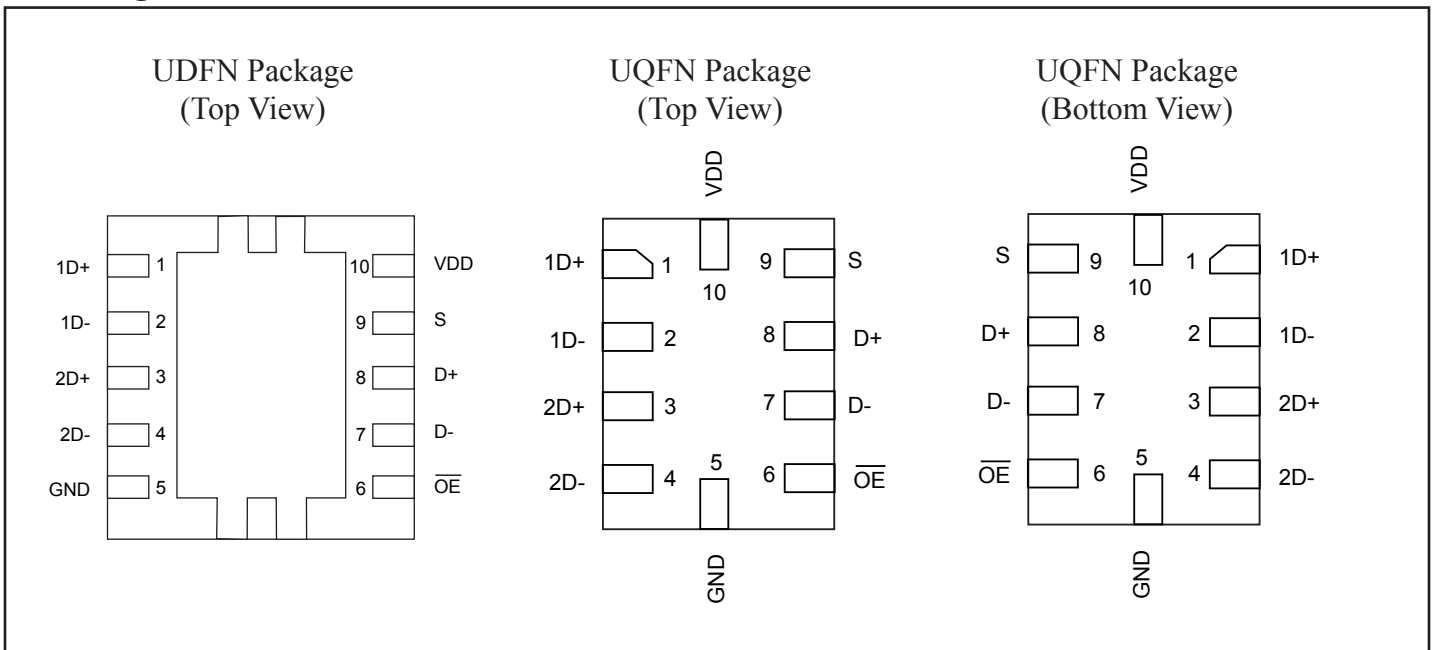 UDFN Package
(Top View)
1D+ 1 10 VDD
1D- 2 9 S
2D+ 3 8 D+
2D- 4 7 D-
GND 5 6 O̅E̅
UQFN Package
(Top View)
VDD
1D+ 1 10 9 S
1D- 2 8 D+
2D+ 3 7 D-
2D- 4 5 6 O̅E̅
GND
UQFN Package
(Bottom View)
VDD
S 9 10 1 1D+
D+ 8 2 1D-
D- 7 3 2D+
O̅E̅ 6 5 4 2D-
GND